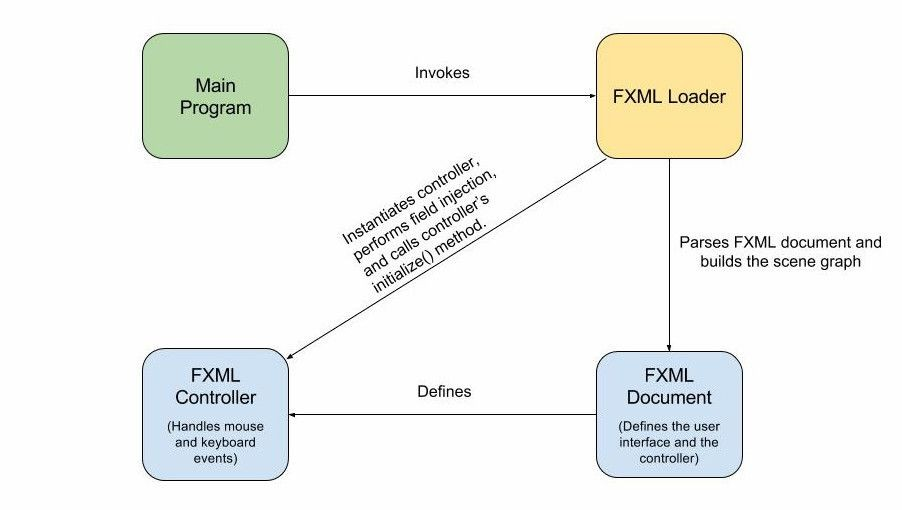 Main
Program
Invokes
FXML Loader
Instantiates controller,
performs field injection,
and calls controller's
initialize() method.
Parses FXML document and
builds the scene graph
FXML
Controller
(Handles mouse
and keyboard
events)
Defines
FXML
Document
(Defines the user
interface and the
controller)